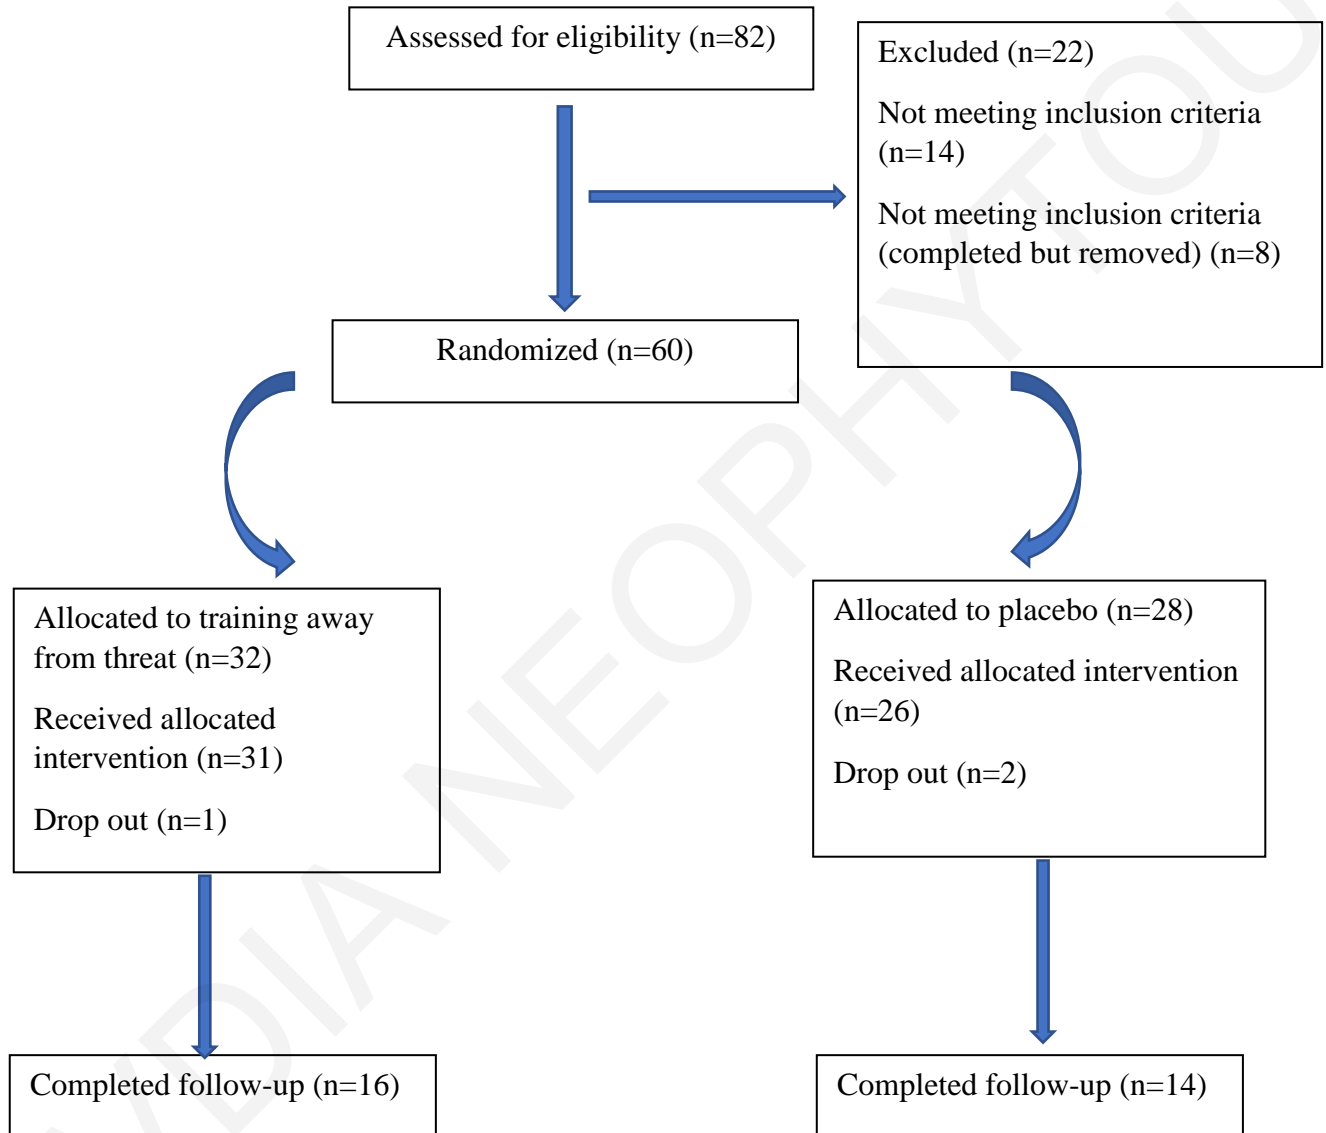 Assessed for eligibility (n=82)
Excluded (n=22)
Not meeting inclusion criteria
(n=14)
Not meeting inclusion criteria
(completed but removed) (n=8)
Randomized (n=60)
Allocated to training away
from threat (n=32)
Received allocated
intervention (n=31)
Drop out (n=1)
Allocated to placebo (n=28)
Received allocated intervention
(n=26)
Drop out (n=2)
Completed follow-up (n=16)
Completed follow-up (n=14)